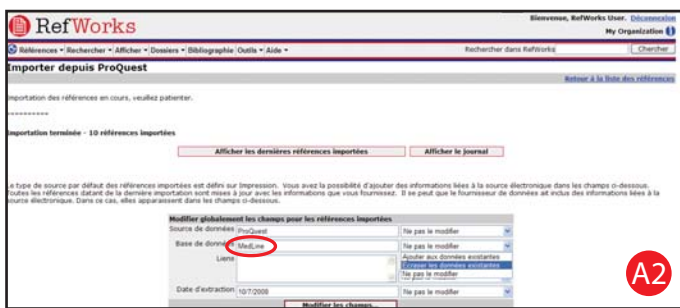 RefWorks
Bienvenue, RefWorks User. Déconnexion
My Organization
Références Rechercher Afficher Dossiers Bibliographie Outils Aide Rechercher dans RefWorks Chercher
Importer depuis ProQuest
Retour à la liste des références
Importation des références en cours, veuillez patienter.
==========
Importation terminée - 10 références importées
Afficher les dernières références importées Afficher le journal
Le type de source par défaut des références importées est défini sur Impression. Vous avez la possibilité d'ajouter des informations liées à la source électronique dans les champs ci-dessous.
Toutes les références datant de la dernière importation sont mises à jour avec les informations que vous fournissez. Il se peut que le fournisseur de données ait inclus des informations liées à la
source électronique. Dans ce cas, elles apparaissent dans les champs ci-dessous.
Modifier globalement les champs pour les références importées
Source de données ProQuest Ne pas le modifier
Base de données MedLine Ne pas le modifier
Liens Ajouter aux données existantes
Écraser les données existantes
Ne pas le modifier
Date d'extraction 10/7/2008 Ne pas le modifier
Modifier les champs...
A2